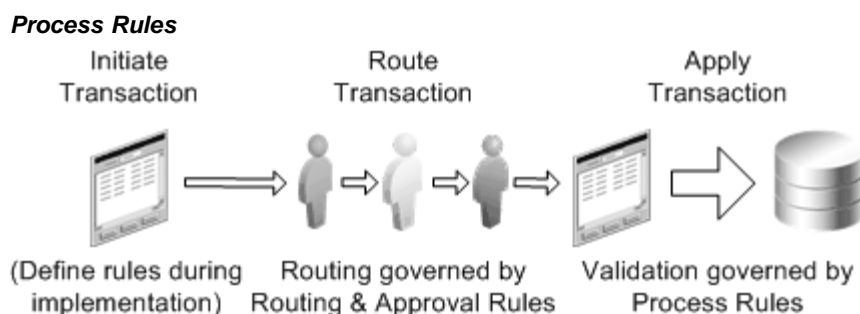 Process Rules
Initiate
Transaction
Route
Transaction
Apply
Transaction
(Define rules during
implementation)
Routing governed by
Routing & Approval Rules
Validation governed by
Process Rules